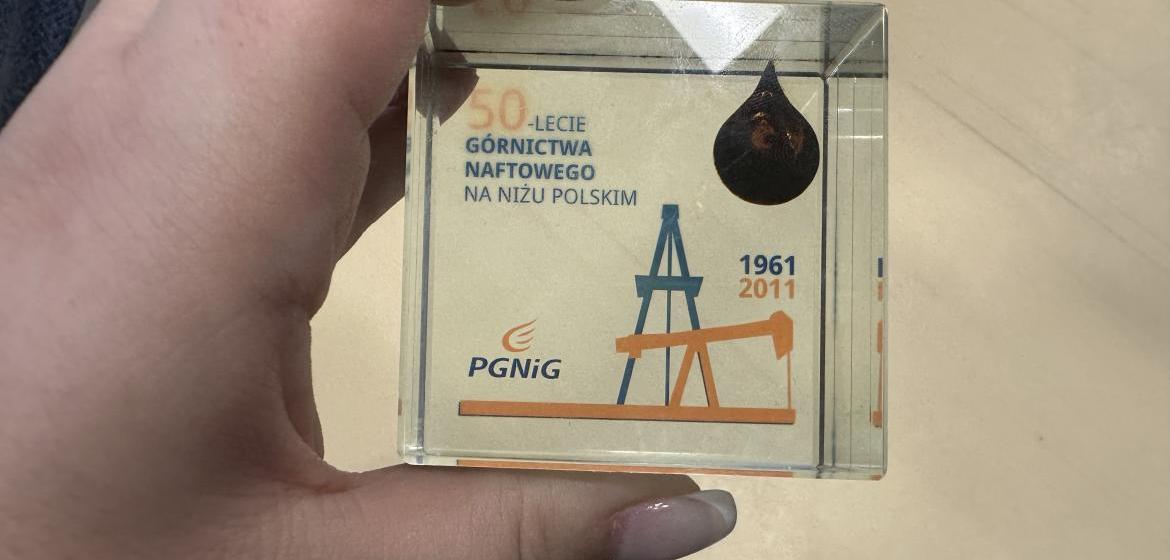 50-LECIE
GÓRNICTWA
NAFTOWEGO
NA NIŻU POLSKIM
1961
2011
PGNiG